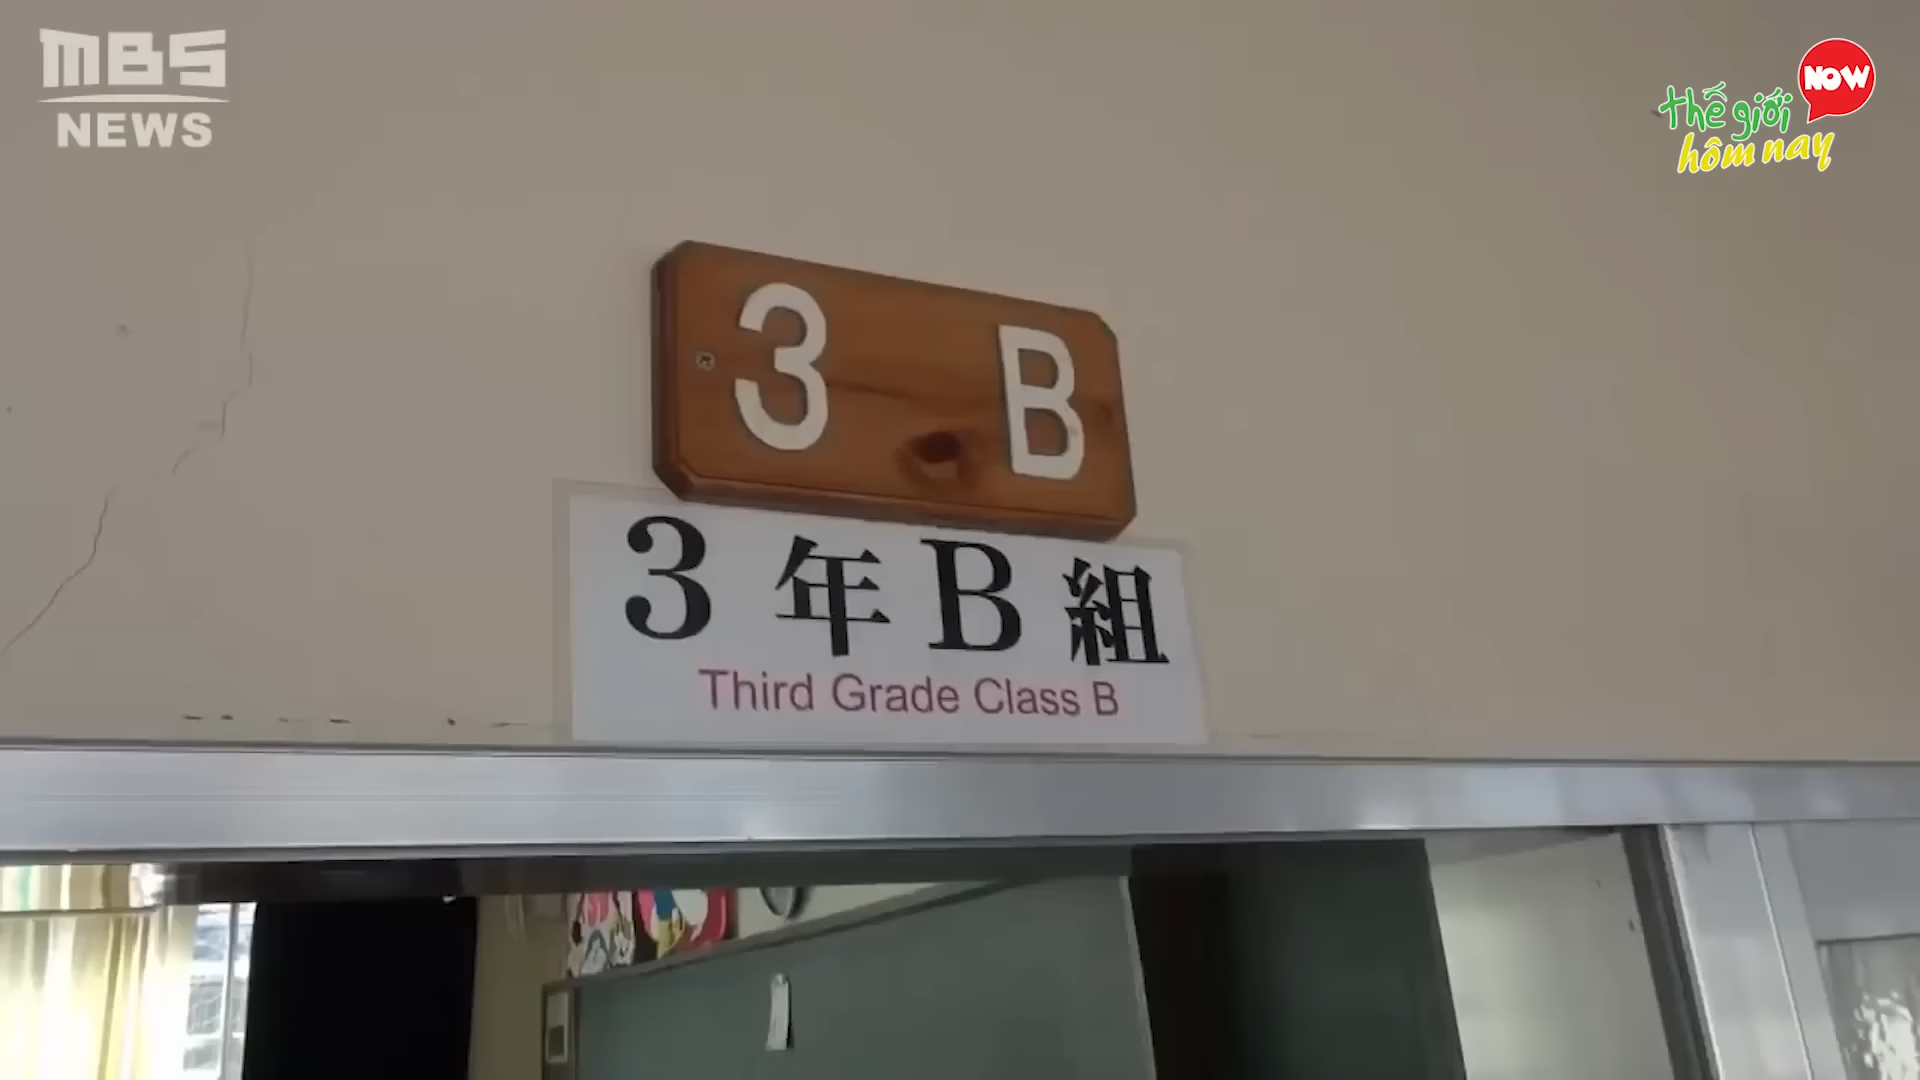 MBS
NEWS
NOW
thế giới
hôm nay
3 B
3年B組
Third Grade Class B